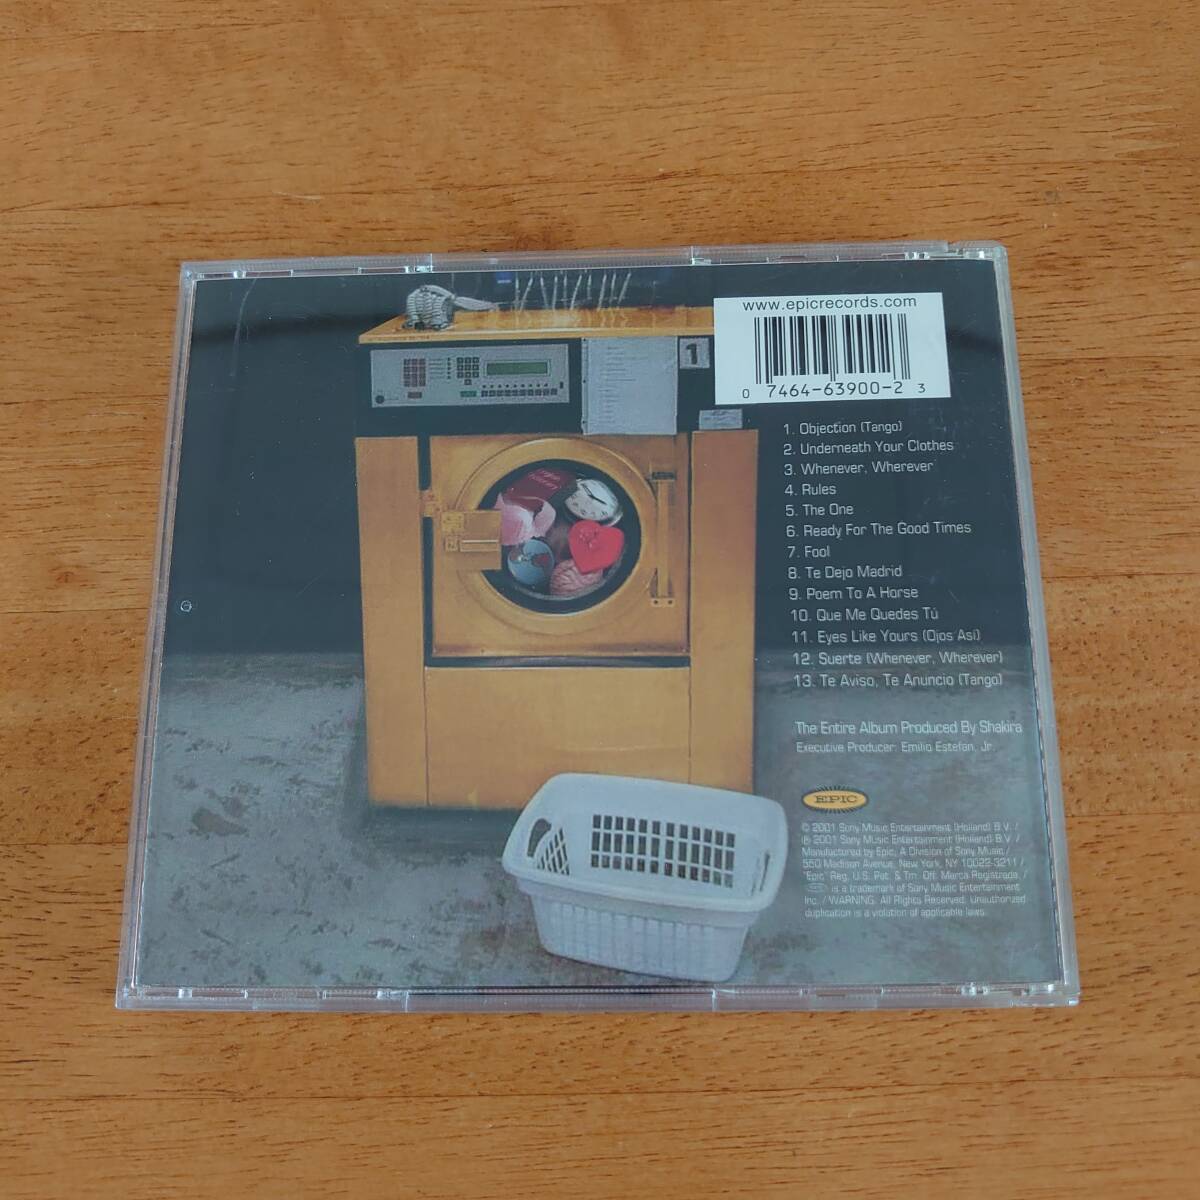 www.epicrecords.com
0 7464-63900-2 3
1
1. Objection (Tango)
2. Underneath Your Clothes
3. Whenever, Wherever
4. Rules
5. The One
6. Ready For The Good Times
7. Fool
8. Te Dejo Madrid
9. Poem To A Horse
10. Que Me Quedes Tú
11. Eyes Like Yours (Ojos Así)
12. Suerte (Whenever, Wherever)
13. Te Aviso, Te Anuncio (Tango)
The Entire Album Produced By Shakira
Executive Producer: Emilio Estefan, Jr.
EPIC
© 2001 Sony Music Entertainment (Holland) B.V. /
℗ 2001 Sony Music Entertainment (Holland) B.V. /
Manufactured by Epic, A Division of Sony Music /
550 Madison Avenue, New York, NY 10022-3211 /
"Epic" Reg. U.S. Pat. & Tm. Off. Marca Registrada. /
is a trademark of Sony Music Entertainment
Inc. / WARNING: All Rights Reserved. Unauthorized
duplication is a violation of applicable laws.